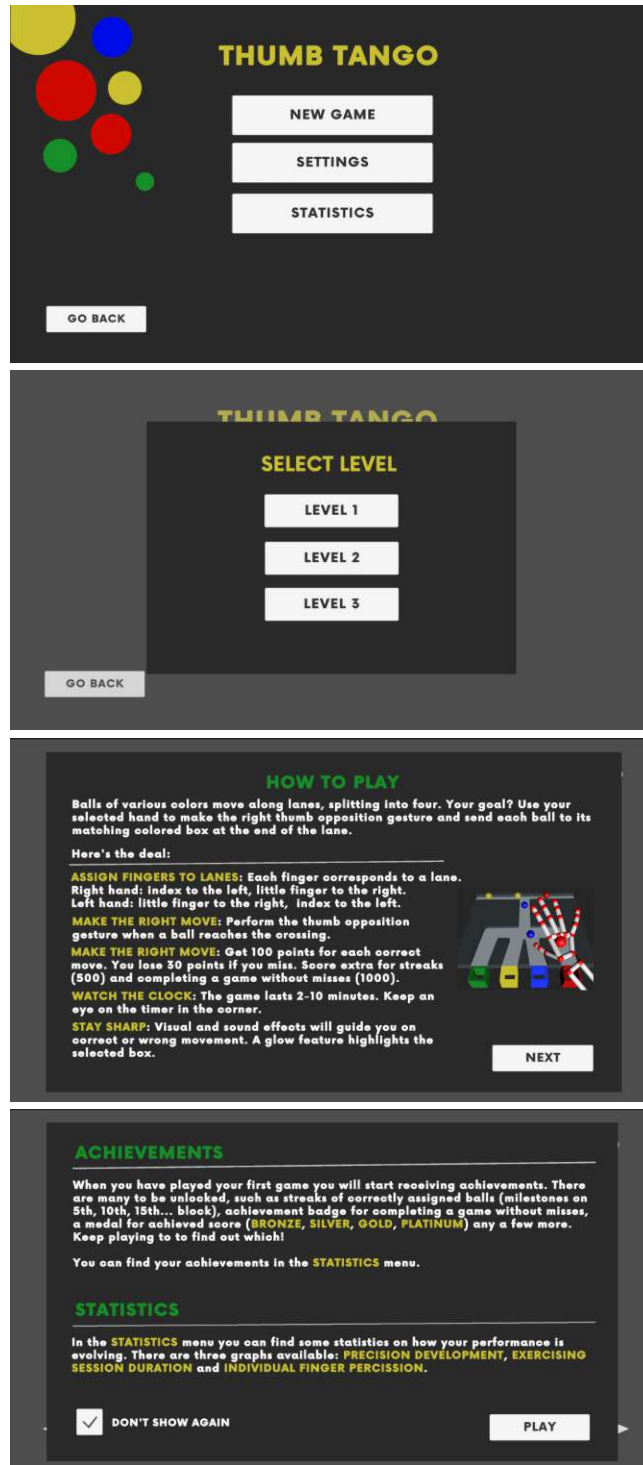 THUMB TANGO
NEW GAME
SETTINGS
STATISTICS
GO BACK
THUMB TANGO
SELECT LEVEL
LEVEL 1
LEVEL 2
LEVEL 3
GO BACK
HOW TO PLAY
Balls of various colors move along lanes, splitting into four. Your goal? Use your
selected hand to make the right thumb opposition gesture and send each ball to its
matching colored box at the end of the lane.
Here's the deal:
ASSIGN FINGERS TO LANES: Each finger corresponds to a lane.
Right hand: index to the left, little finger to the right.
Left hand: little finger to the right, index to the left.
MAKE THE RIGHT MOVE: Perform the thumb opposition
gesture when a ball reaches the crossing.
MAKE THE RIGHT MOVE: Get 100 points for each correct
move. You lose 30 points if you miss. Score extra for streaks
(500) and completing a game without misses (1000).
WATCH THE CLOCK: The game lasts 2-10 minutes. Keep an
eye on the timer in the corner.
STAY SHARP: Visual and sound effects will guide you on
correct or wrong movement. A glow feature highlights the
selected box.
NEXT
ACHIEVEMENTS
When you have played your first game you will start receiving achievements. There
are many to be unlocked, such as streaks of correctly assigned balls (milestones on
5th, 10th, 15th... block), achievement badge for completing a game without misses,
a medal for achieved score (BRONZE, SILVER, GOLD, PLATINUM) any a few more.
Keep playing to to find out which!
You can find your achievements in the STATISTICS menu.
STATISTICS
In the STATISTICS menu you can find some statistics on how your performance is
evolving. There are three graphs available: PRECISION DEVELOPMENT, EXERCISING
SESSION DURATION and INDIVIDUAL FINGER PERCISSION.
DON'T SHOW AGAIN
PLAY